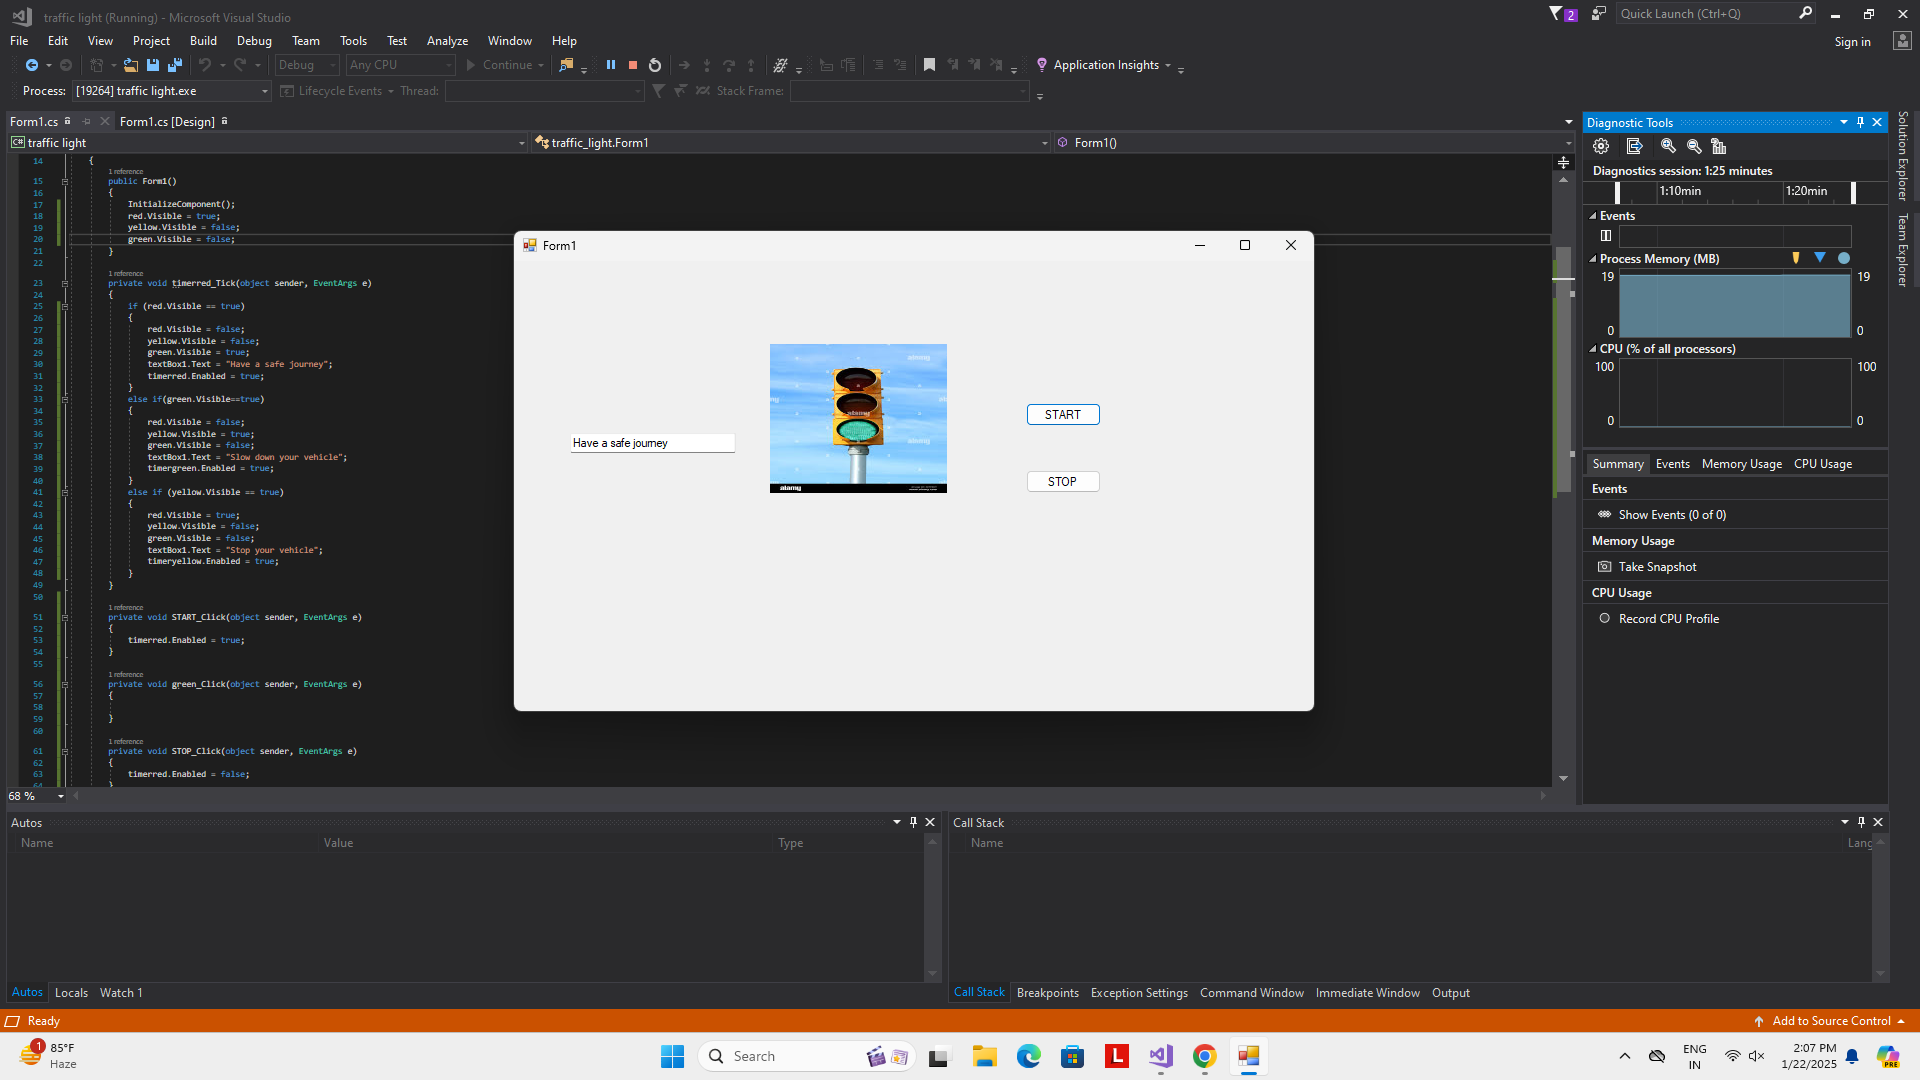 traffic light (Running) - Microsoft Visual Studio
2
Quick Launch (Ctrl+Q)
File Edit View Project Build Debug Team Tools Test Analyze Window Help
Sign in
Debug Any CPU Continue Application Insights
Process: [19264] traffic light.exe Lifecycle Events Thread: Stack Frame:
Form1.cs Form1.cs [Design]
C# traffic light traffic_light.Form1 Form1()
14 {
1 reference
15 public Form1()
16 {
17 InitializeComponent();
18 red.Visible = true;
19 yellow.Visible = false;
20 green.Visible = false;
21 }
22
1 reference
23 private void timerred_Tick(object sender, EventArgs e)
24 {
25 if (red.Visible == true)
26 {
27 red.Visible = false;
28 yellow.Visible = false;
29 green.Visible = true;
30 textBox1.Text = "Have a safe journey";
31 timerred.Enabled = true;
32 }
33 else if(green.Visible==true)
34 {
35 red.Visible = false;
36 yellow.Visible = true;
37 green.Visible = false;
38 textBox1.Text = "Slow down your vehicle";
39 timergreen.Enabled = true;
40 }
41 else if (yellow.Visible == true)
42 {
43 red.Visible = true;
44 yellow.Visible = false;
45 green.Visible = false;
46 textBox1.Text = "Stop your vehicle";
47 timeryellow.Enabled = true;
48 }
49 }
50
1 reference
51 private void START_Click(object sender, EventArgs e)
52 {
53 timerred.Enabled = true;
54 }
55
1 reference
56 private void green_Click(object sender, EventArgs e)
57 {
58
59 }
60
1 reference
61 private void STOP_Click(object sender, EventArgs e)
62 {
63 timerred.Enabled = false;
64 }
68 %
Form1
Have a safe journey
alamy
START
STOP
Diagnostic Tools
Diagnostics session: 1:25 minutes
1:10min 1:20min
Events
Process Memory (MB)
19 19
0 0
CPU (% of all processors)
100 100
0 0
Summary Events Memory Usage CPU Usage
Events
Show Events (0 of 0)
Memory Usage
Take Snapshot
CPU Usage
Record CPU Profile
Solution Explorer
Team Explorer
Autos
Name Value Type
Autos Locals Watch 1
Call Stack
Name Lang
Call Stack Breakpoints Exception Settings Command Window Immediate Window Output
Ready
Add to Source Control
1
85°F
Haze
Search
L
ENG
IN
2:07 PM
1/22/2025
PRE